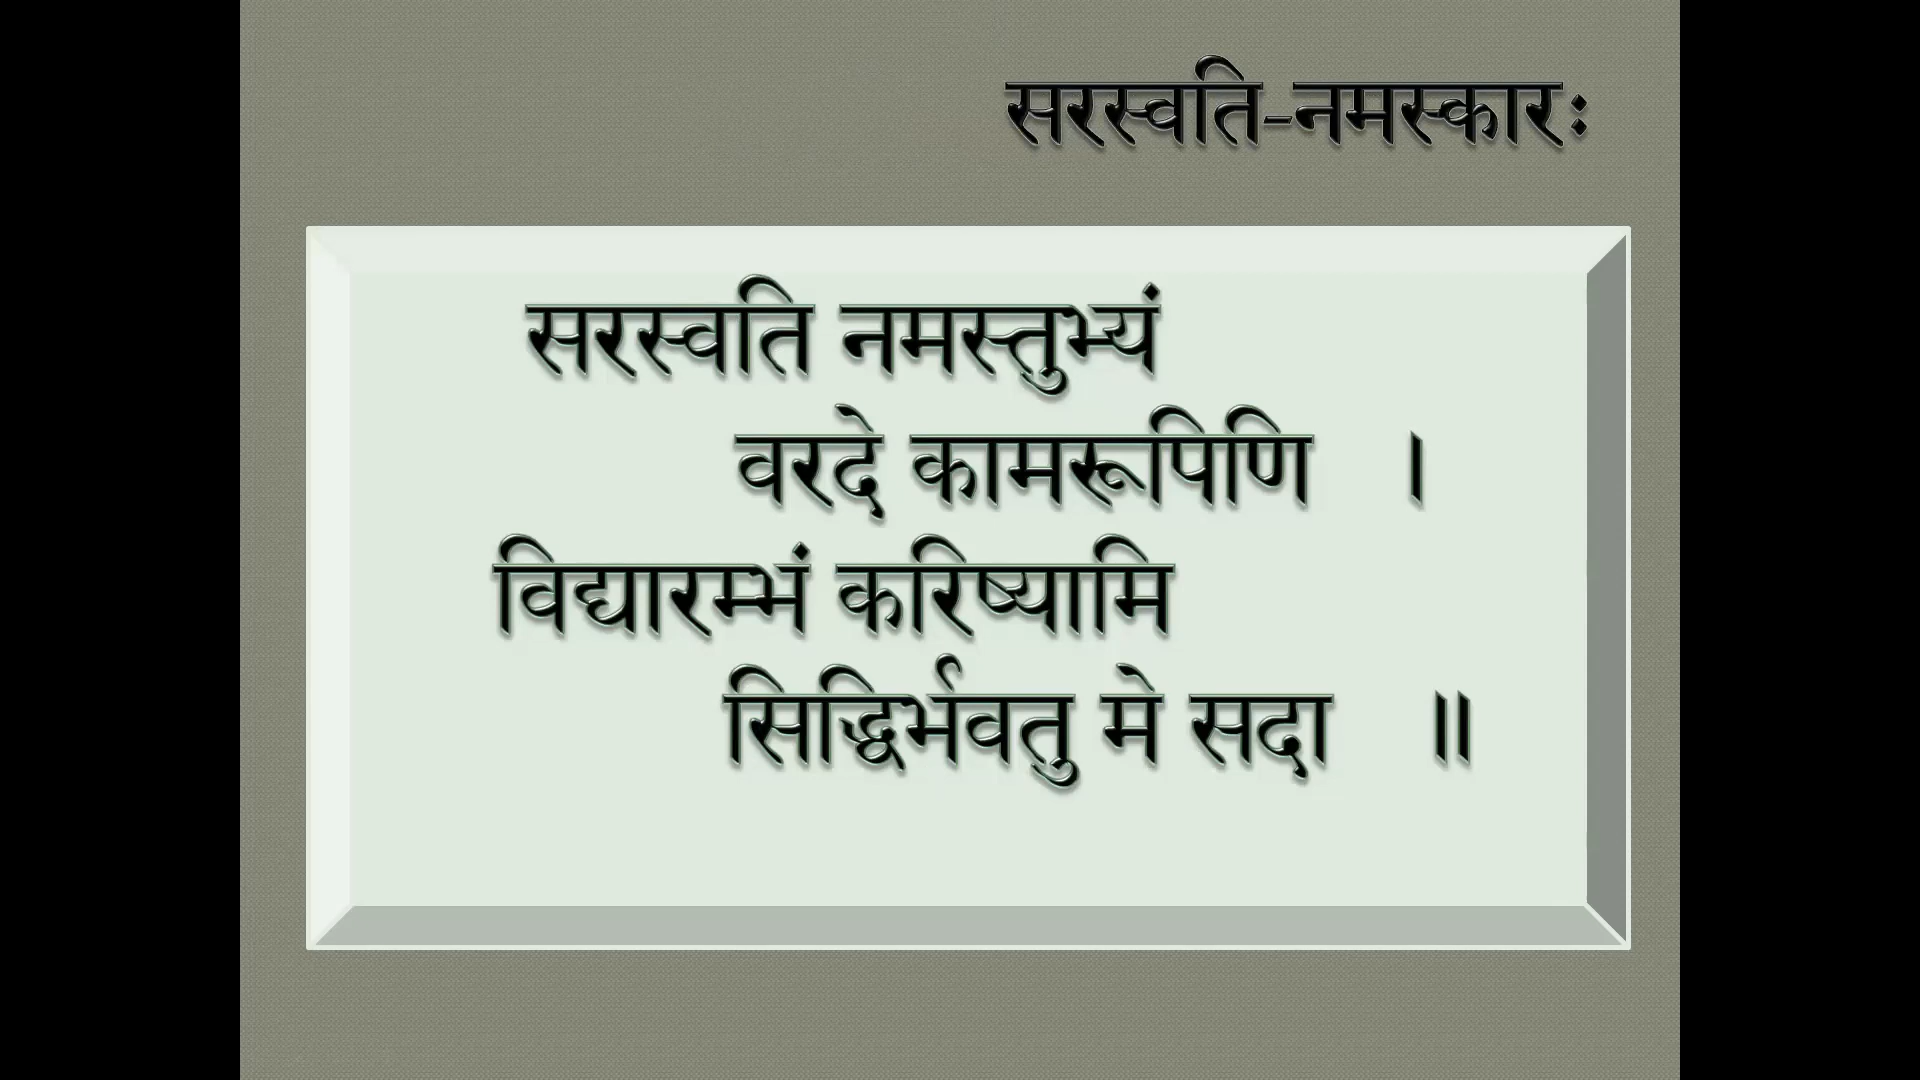 सरस्वति-नमस्कारः
सरस्वति नमस्तुभ्यं
वरदे कामरूपिणि ।
विद्यारम्भं करिष्यामि
सिद्धिर्भवतु मे सदा ॥